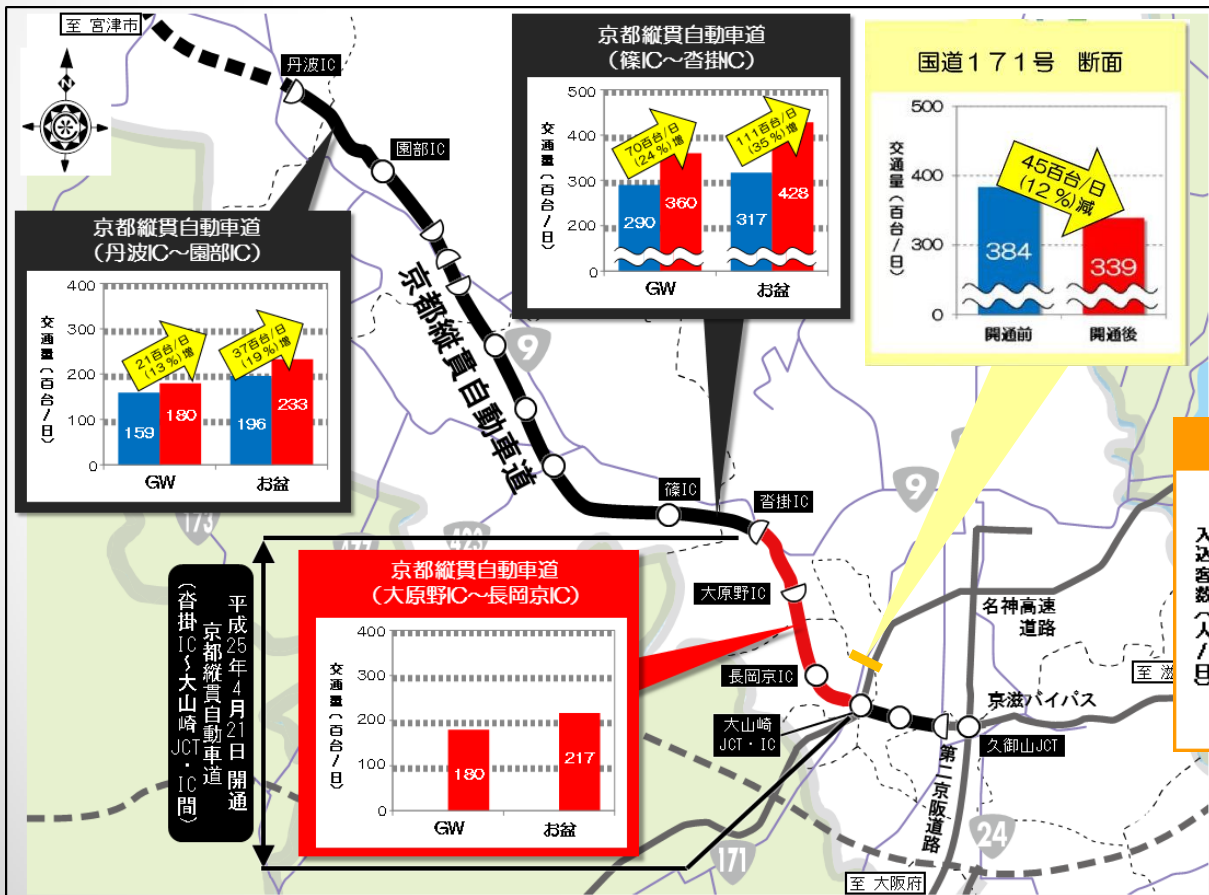 至 宮津市
N
丹波IC
園部IC
京都縦貫自動車道
(篠IC～沓掛IC)
交通量(百台/日)
500
400
300
200
0
70百台/日
(24%)増
111百台/日
(35%)増
290
360
317
428
GW
お盆
国道171号 断面
交通量(百台/日)
500
400
300
0
45百台/日
(12%)減
384
339
開通前
開通後
京都縦貫自動車道
(丹波IC～園部IC)
交通量(百台/日)
400
300
200
100
0
21百台/日
(13%)増
37百台/日
(19%)増
159
180
196
233
GW
お盆
京都縦貫自動車道
9
篠IC
沓掛IC
9
173
477
423
大原野IC
長岡京IC
大山崎
JCT・IC
名神高速
道路
至 滋
京滋バイパス
久御山JCT
第二京阪道路
24
171
至 大阪府
平成25年4月21日 開通
京都縦貫自動車道
(沓掛IC～大山崎JCT・IC間)
京都縦貫自動車道
(大原野IC～長岡京IC)
交通量(百台/日)
400
300
200
100
0
180
217
GW
お盆
入込客数(人/日)